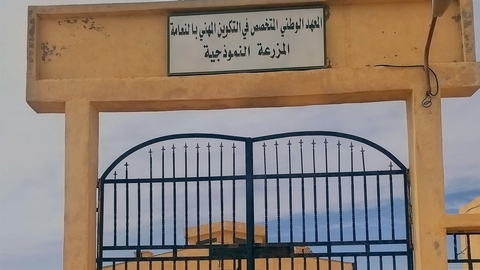 المعهد الوطني المتخصص في التكوين المهني بالنعامة
المزرعة النموذجية